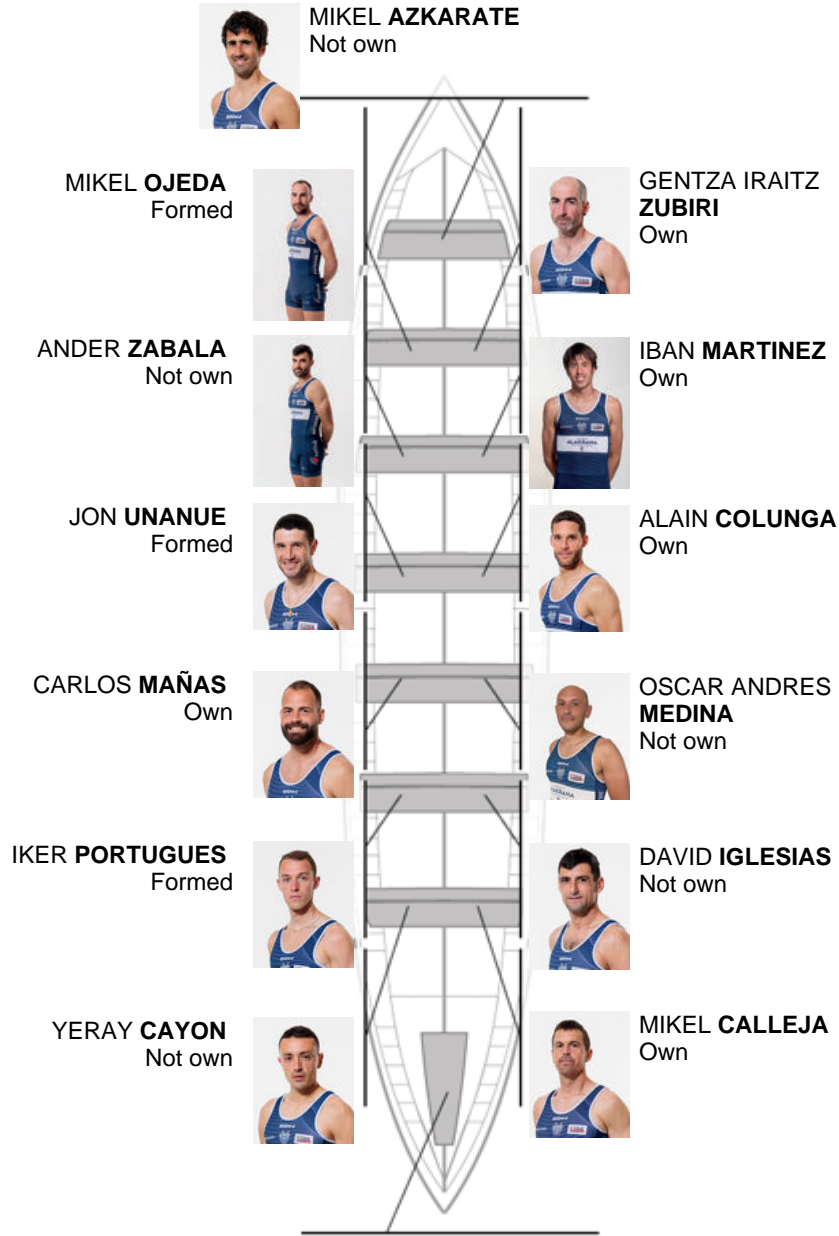 MIKEL AZKARATE
Not own
MIKEL OJEDA
Formed
GENTZA IRAITZ
ZUBIRI
Own
ANDER ZABALA
Not own
IBAN MARTINEZ
Own
JON UNANUE
Formed
ALAIN COLUNGA
Own
CARLOS MAÑAS
Own
OSCAR ANDRES
MEDINA
Not own
IKER PORTUGUES
Formed
DAVID IGLESIAS
Not own
YERAY CAYON
Not own
MIKEL CALLEJA
Own